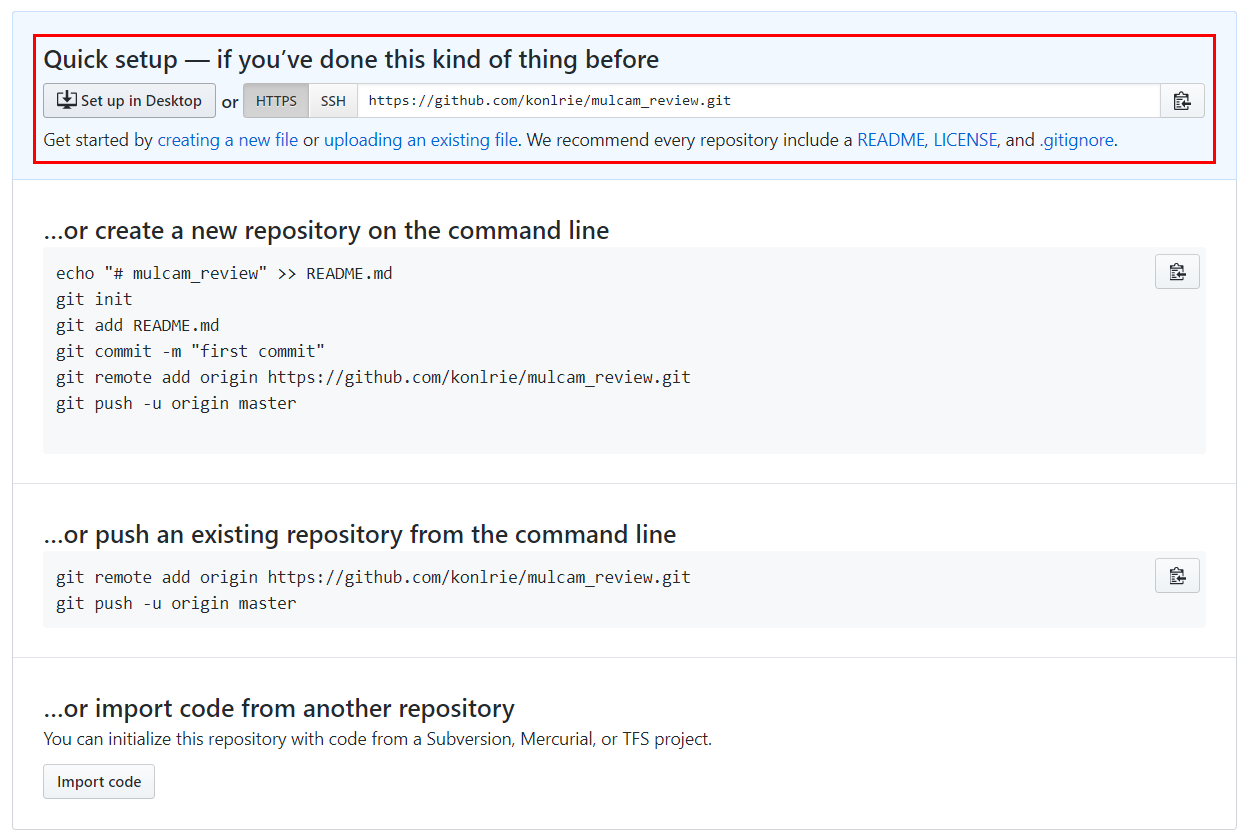 Quick setup — if you’ve done this kind of thing before
Set up in Desktop or HTTPS SSH https://github.com/konlrie/mulcam_review.git
Get started by creating a new file or uploading an existing file. We recommend every repository include a README, LICENSE, and .gitignore.
…or create a new repository on the command line
echo "# mulcam_review" >> README.md
git init
git add README.md
git commit -m "first commit"
git remote add origin https://github.com/konlrie/mulcam_review.git
git push -u origin master
…or push an existing repository from the command line
git remote add origin https://github.com/konlrie/mulcam_review.git
git push -u origin master
…or import code from another repository
You can initialize this repository with code from a Subversion, Mercurial, or TFS project.
Import code